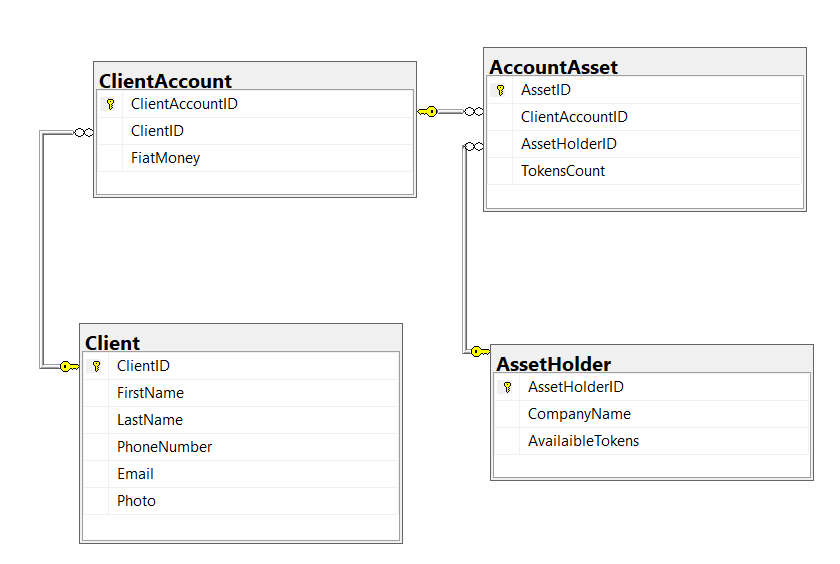 ClientAccount
ClientAccountID
ClientID
FiatMoney
AccountAsset
AssetID
ClientAccountID
AssetHolderID
TokensCount
Client
ClientID
FirstName
LastName
PhoneNumber
Email
Photo
AssetHolder
AssetHolderID
CompanyName
AvailaibleTokens